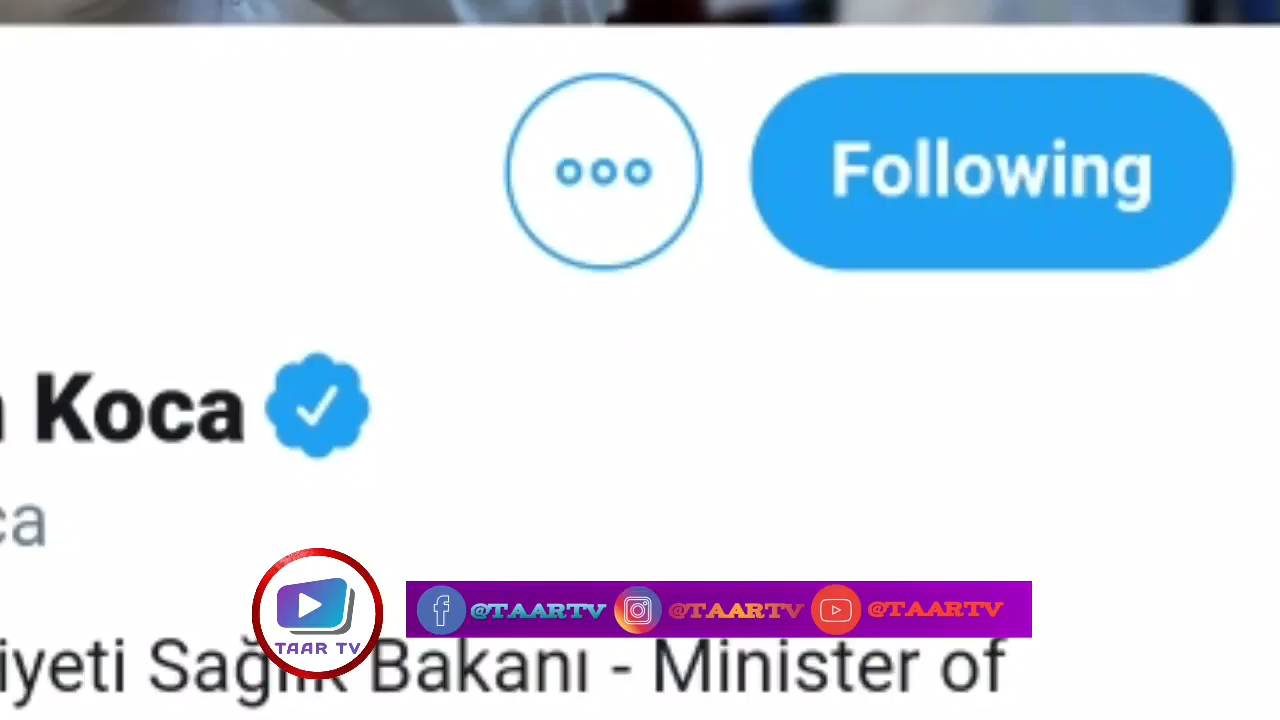 Following
Koca
ca
iyeti Sağlık Bakanı - Minister of
TAAR TV
@TAARTV @TAARTV @TAARTV